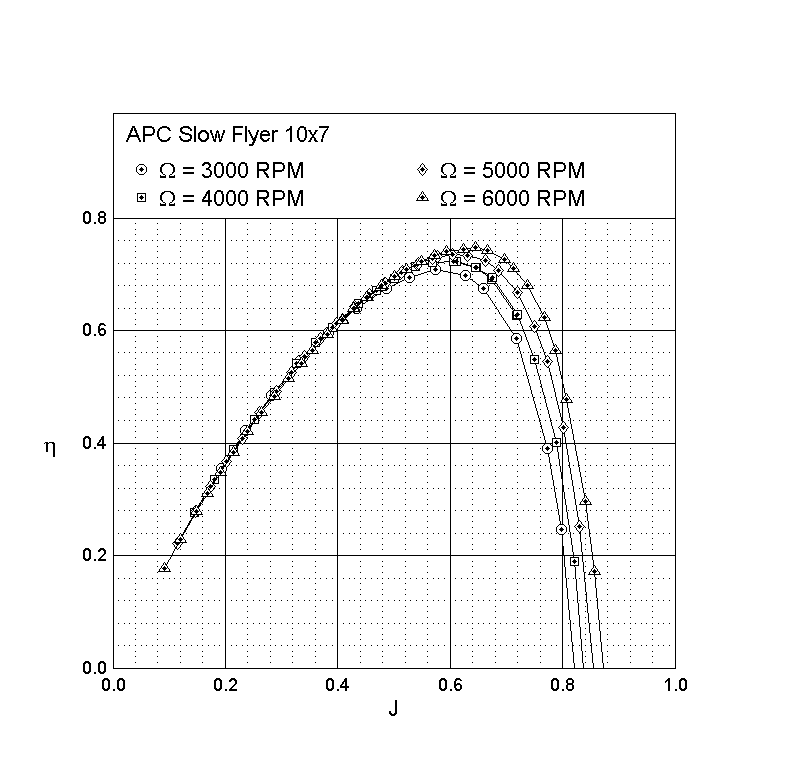 APC Slow Flyer 10x7
Ω = 3000 RPM
Ω = 5000 RPM
Ω = 4000 RPM
Ω = 6000 RPM
0.8
0.6
η
0.4
0.2
0.0
0.0 0.2 0.4 0.6 0.8 1.0
J